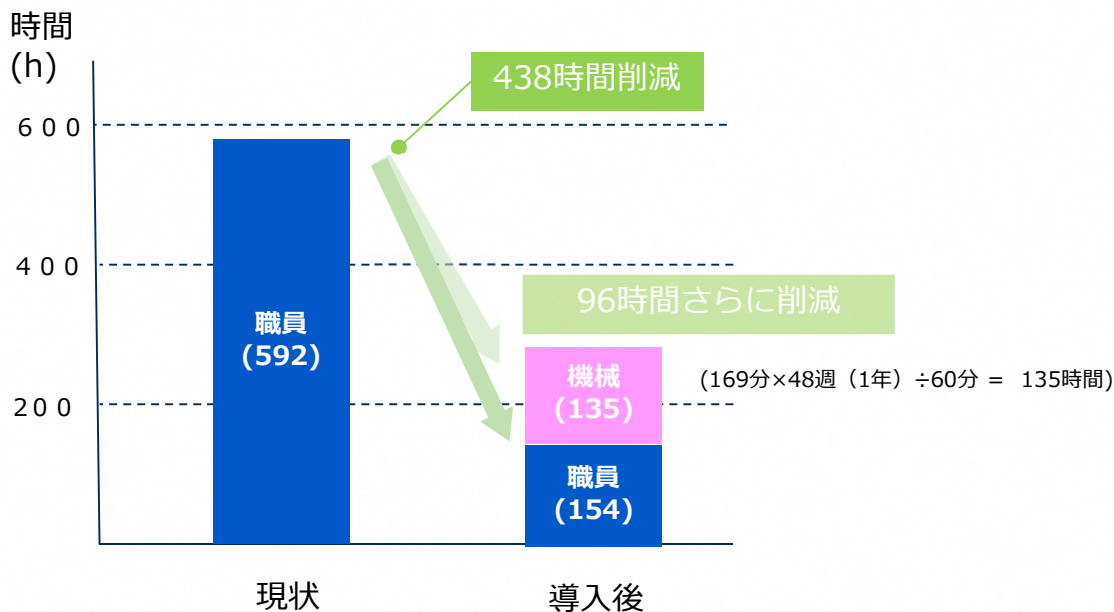 時間
(h)
438時間削減
６００
４００
２００
職員
(592)
96時間さらに削減
機械
(135)
(169分×48週（1年）÷60分 = 135時間)
職員
(154)
現状
導入後